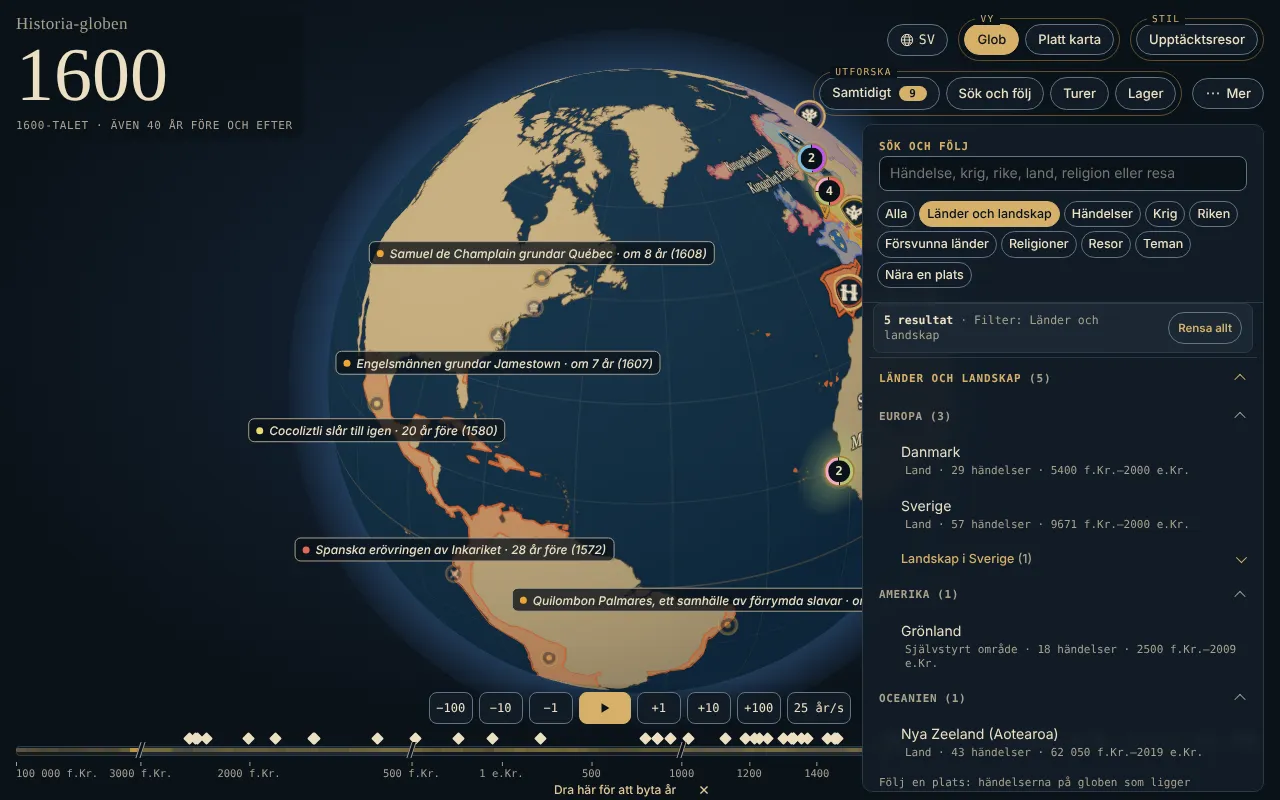 Historia-globen
1600
1600-TALET · ÄVEN 40 ÅR FÖRE OCH EFTER
SV
VY
Glob
Platt karta
STIL
Upptäcktsresor
UTFORSKA
Samtidigt 9
Sök och följ
Turer
Lager
··· Mer
SÖK OCH FÖLJ
Händelse, krig, rike, land, religion eller resa
Alla
Länder och landskap
Händelser
Krig
Riken
Försvunna länder
Religioner
Resor
Teman
Nära en plats
5 resultat · Filter: Länder och
landskap
Rensa allt
LÄNDER OCH LANDSKAP (5)
EUROPA (3)
Danmark
Land · 29 händelser · 5400 f.Kr.–2000 e.Kr.
Sverige
Land · 57 händelser · 9671 f.Kr.–2000 e.Kr.
Landskap i Sverige (1)
AMERIKA (1)
Grönland
Självstyrt område · 18 händelser · 2500 f.Kr.–2009
e.Kr.
OCEANIEN (1)
Nya Zeeland (Aotearoa)
Land · 43 händelser · 62 050 f.Kr.–2019 e.Kr.
Följ en plats: händelserna på globen som ligger
2
Kungariket
Kungariket
4
Samuel de Champlain grundar Québec · om 8 år (1608)
H
Engelsmännen grundar Jamestown · om 7 år (1607)
Cocoliztli slår till igen · 20 år före (1580)
2
Spanska erövringen av Inkariket · 28 år före (1572)
Quilombon Palmares, ett samhälle av förrymda slavar ·
−100
−10
−1
+1
+10
+100
25 år/s
100 000 f.Kr.
3000 f.Kr.
2000 f.Kr.
500 f.Kr.
1 e.Kr.
500
1000
1200
1400
Dra här för att byta år ✕